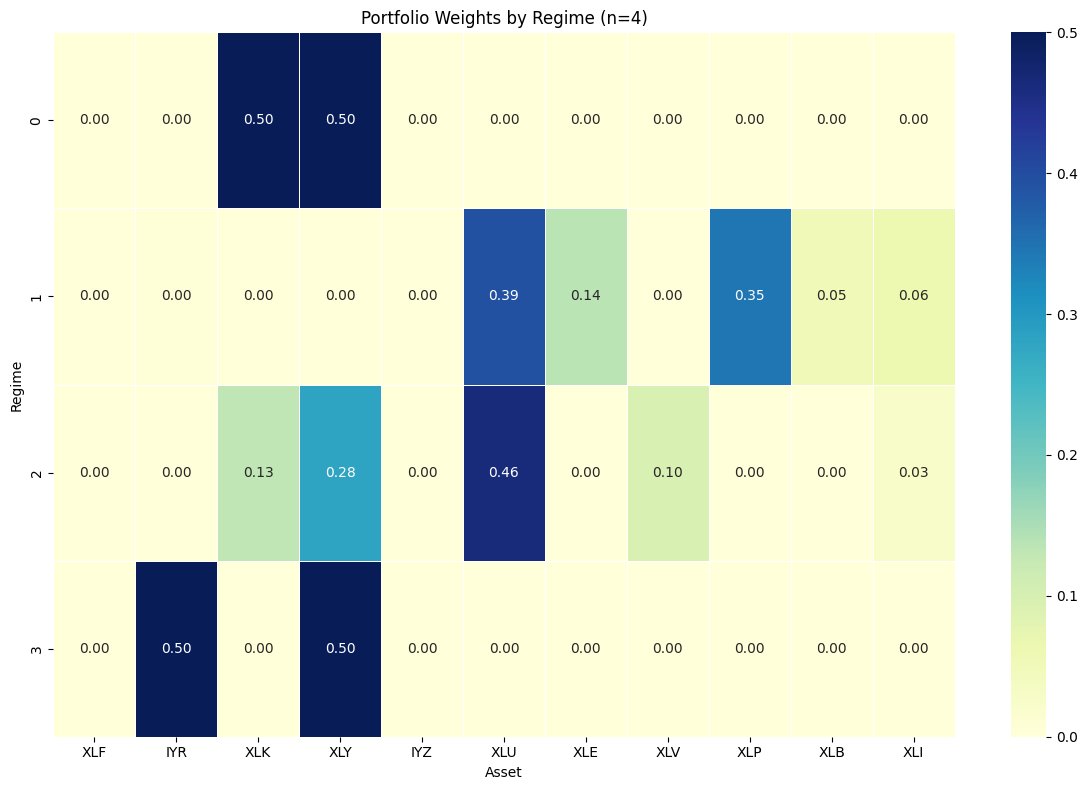 Portfolio Weights by Regime (n=4)
0.5
0 0.00 0.00 0.50 0.50 0.00 0.00 0.00 0.00 0.00 0.00 0.00
0.4
1 0.00 0.00 0.00 0.00 0.00 0.39 0.14 0.00 0.35 0.05 0.06
0.3
Regime
0.2
2 0.00 0.00 0.13 0.28 0.00 0.46 0.00 0.10 0.00 0.00 0.03
0.1
3 0.00 0.50 0.00 0.50 0.00 0.00 0.00 0.00 0.00 0.00 0.00
0.0
XLF IYR XLK XLY IYZ XLU XLE XLV XLP XLB XLI
Asset